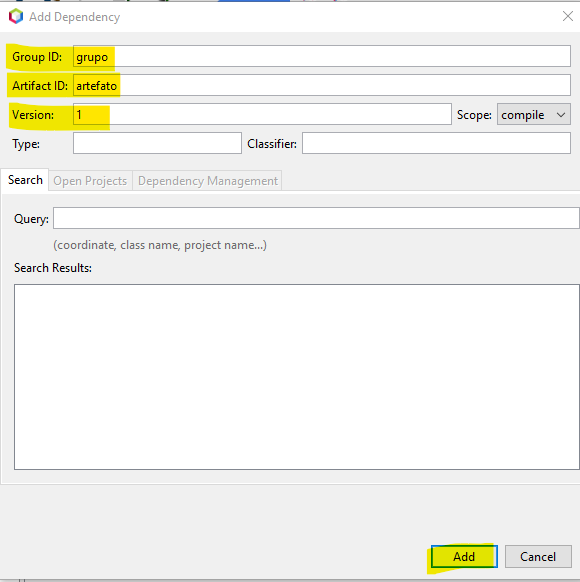 Add Dependency
Group ID: grupo
Artifact ID: artefato
Version: 1 Scope: compile
Type: Classifier:
Search Open Projects Dependency Management
Query:
(coordinate, class name, project name...)
Search Results:
Add Cancel